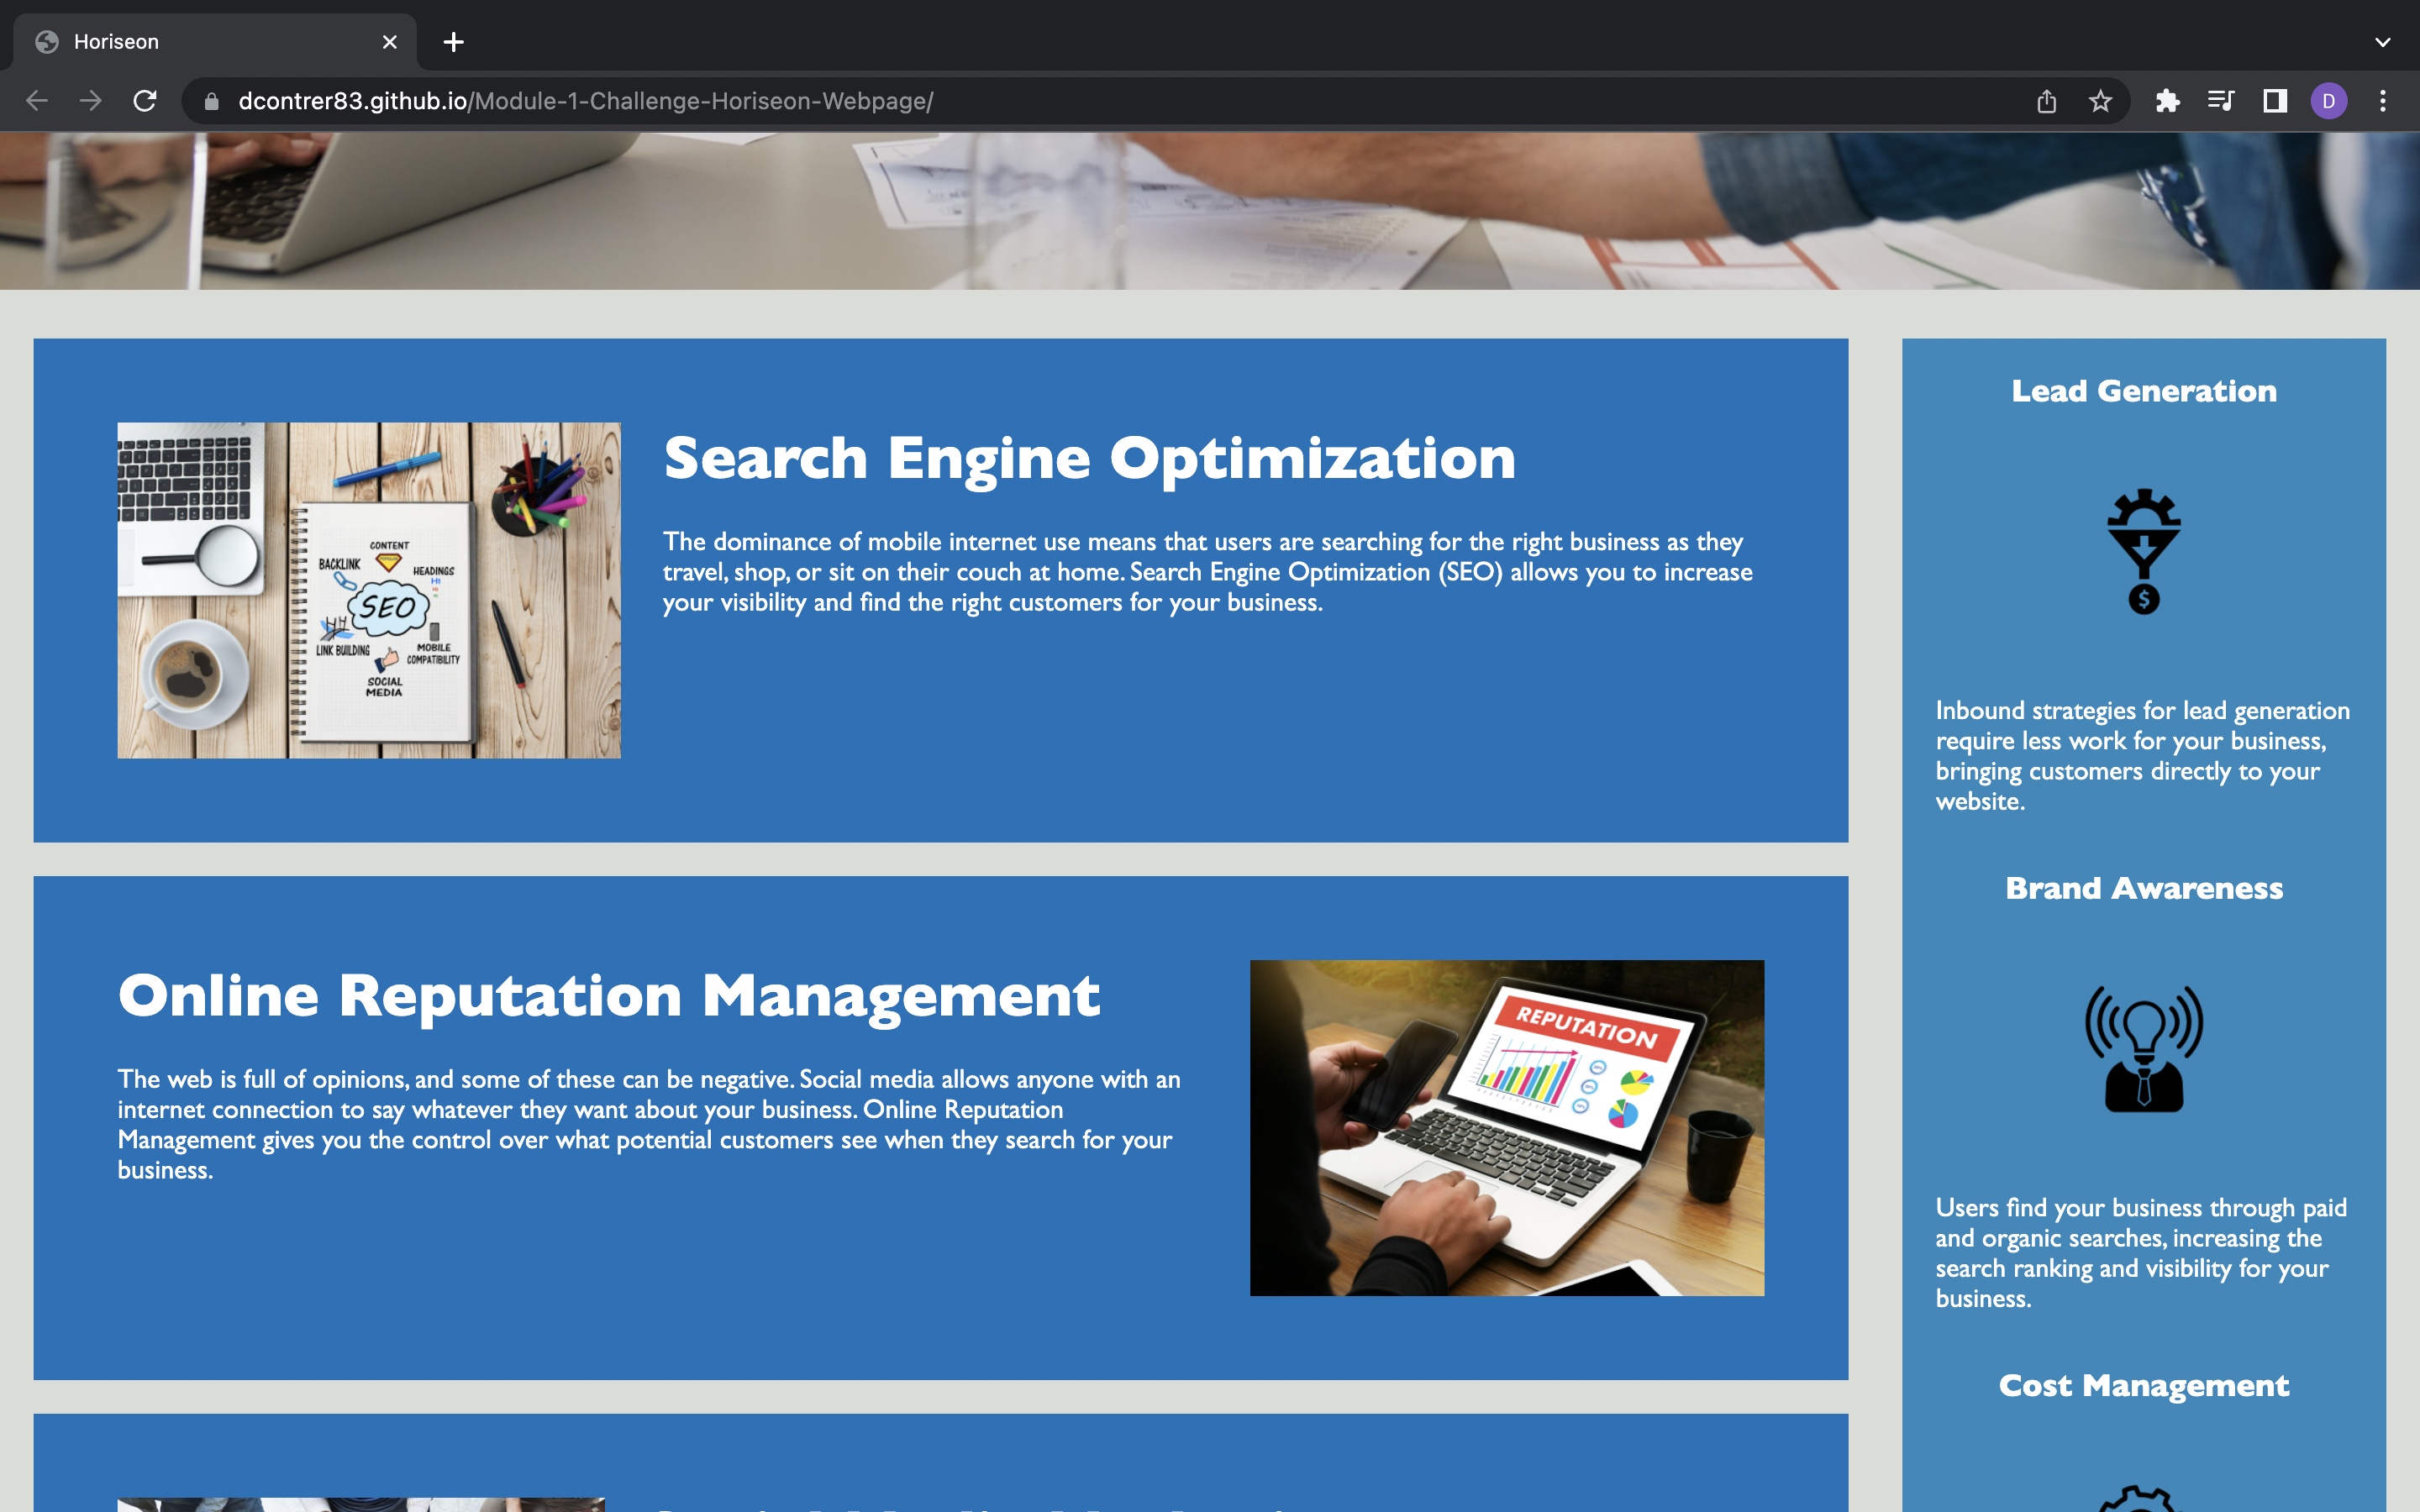 Horiseon
dcontrer83.github.io/Module-1-Challenge-Horiseon-Webpage/
D
Search Engine Optimization
The dominance of mobile internet use means that users are searching for the right business as they
travel, shop, or sit on their couch at home. Search Engine Optimization (SEO) allows you to increase
your visibility and find the right customers for your business.
CONTENT
BACKLINK
HEADINGS
H1
SEO
LINK BUILDING
MOBILE
COMPATIBILITY
SOCIAL
MEDIA
Online Reputation Management
The web is full of opinions, and some of these can be negative. Social media allows anyone with an
internet connection to say whatever they want about your business. Online Reputation
Management gives you the control over what potential customers see when they search for your
business.
REPUTATION
Lead Generation
$
Inbound strategies for lead generation
require less work for your business,
bringing customers directly to your
website.
Brand Awareness
Users find your business through paid
and organic searches, increasing the
search ranking and visibility for your
business.
Cost Management